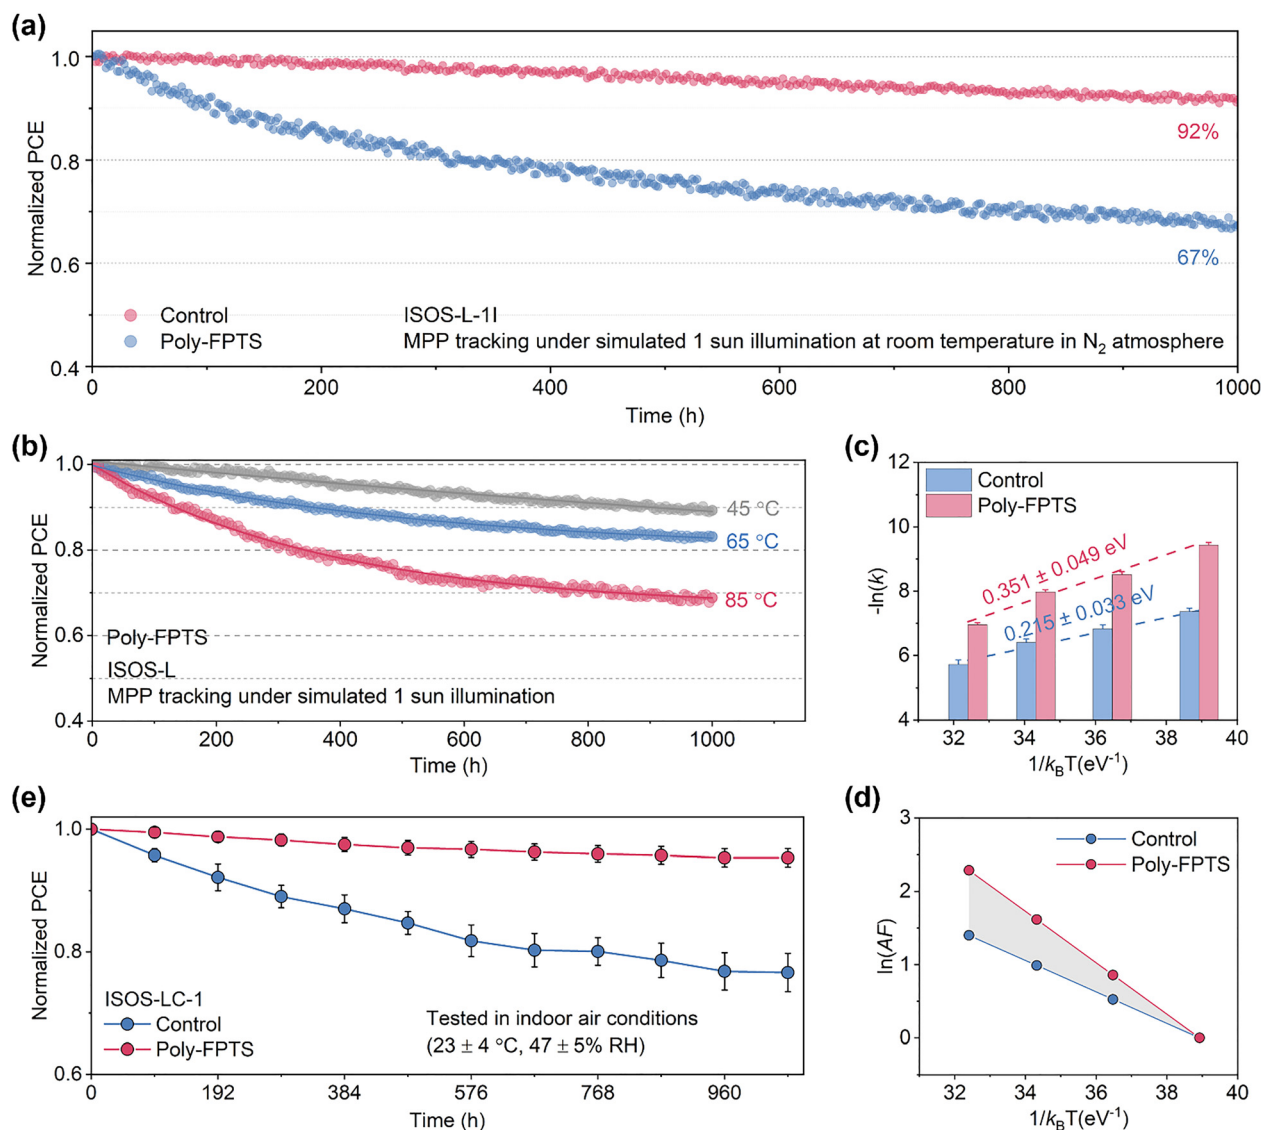 (a)
Normalized PCE
1.0
0.8
0.6
0.4
92%
67%
Control
Poly-FPTS
ISOS-L-1I
MPP tracking under simulated 1 sun illumination at room temperature in N₂ atmosphere
0 200 400 600 800 1000
Time (h)
(b)
Normalized PCE
1.0
0.8
0.6
0.4
45 °C
65 °C
85 °C
Poly-FPTS
ISOS-L
MPP tracking under simulated 1 sun illumination
0 200 400 600 800 1000
Time (h)
(c)
-ln(k)
12
10
8
6
4
Control
Poly-FPTS
0.351 ± 0.049 eV
0.215 ± 0.033 eV
32 34 36 38 40
1/k_BT(eV⁻¹)
(e)
Normalized PCE
1.0
0.8
0.6
ISOS-LC-1
Control
Poly-FPTS
Tested in indoor air conditions
(23 ± 4 °C, 47 ± 5% RH)
0 192 384 576 768 960
Time (h)
(d)
ln(AF)
3
2
1
0
Control
Poly-FPTS
32 34 36 38 40
1/k_BT(eV⁻¹)